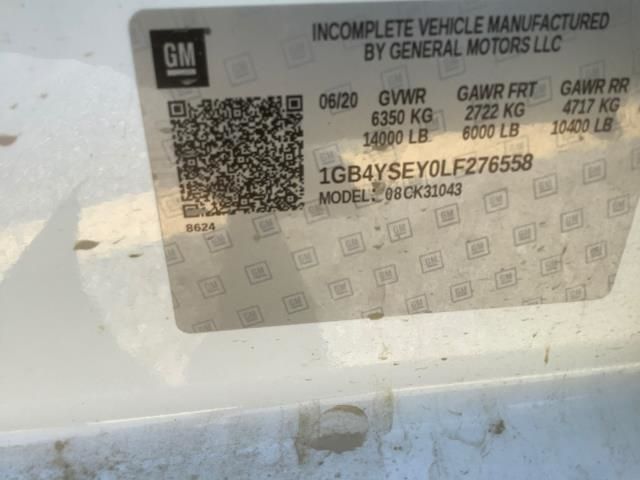 GM
INCOMPLETE VEHICLE MANUFACTURED
BY GENERAL MOTORS LLC
06/20 GVWR GAWR FRT GAWR RR
6350 KG 2722 KG 4717 KG
14000 LB 6000 LB 10400 LB
1GB4YSEY0LF276558
MODEL: 08CK31043
8624